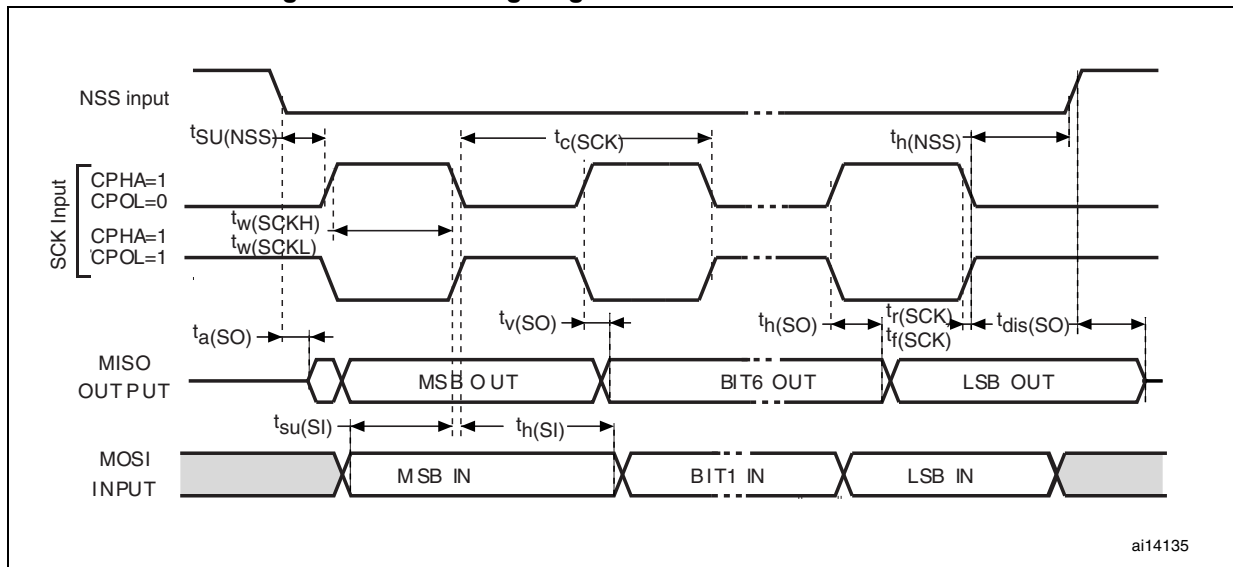 NSS input
tSU(NSS)
tc(SCK)
th(NSS)
SCK Input
CPHA=1
CPOL=0
tw(SCKH)
tw(SCKL)
CPHA=1
CPOL=1
ta(SO)
tv(SO)
th(SO)
tr(SCK)
tf(SCK)
tdis(SO)
MISO
OUTPUT
MSB OUT
BIT6 OUT
LSB OUT
tsu(SI)
th(SI)
MOSI
INPUT
MSB IN
BIT1 IN
LSB IN
ai14135